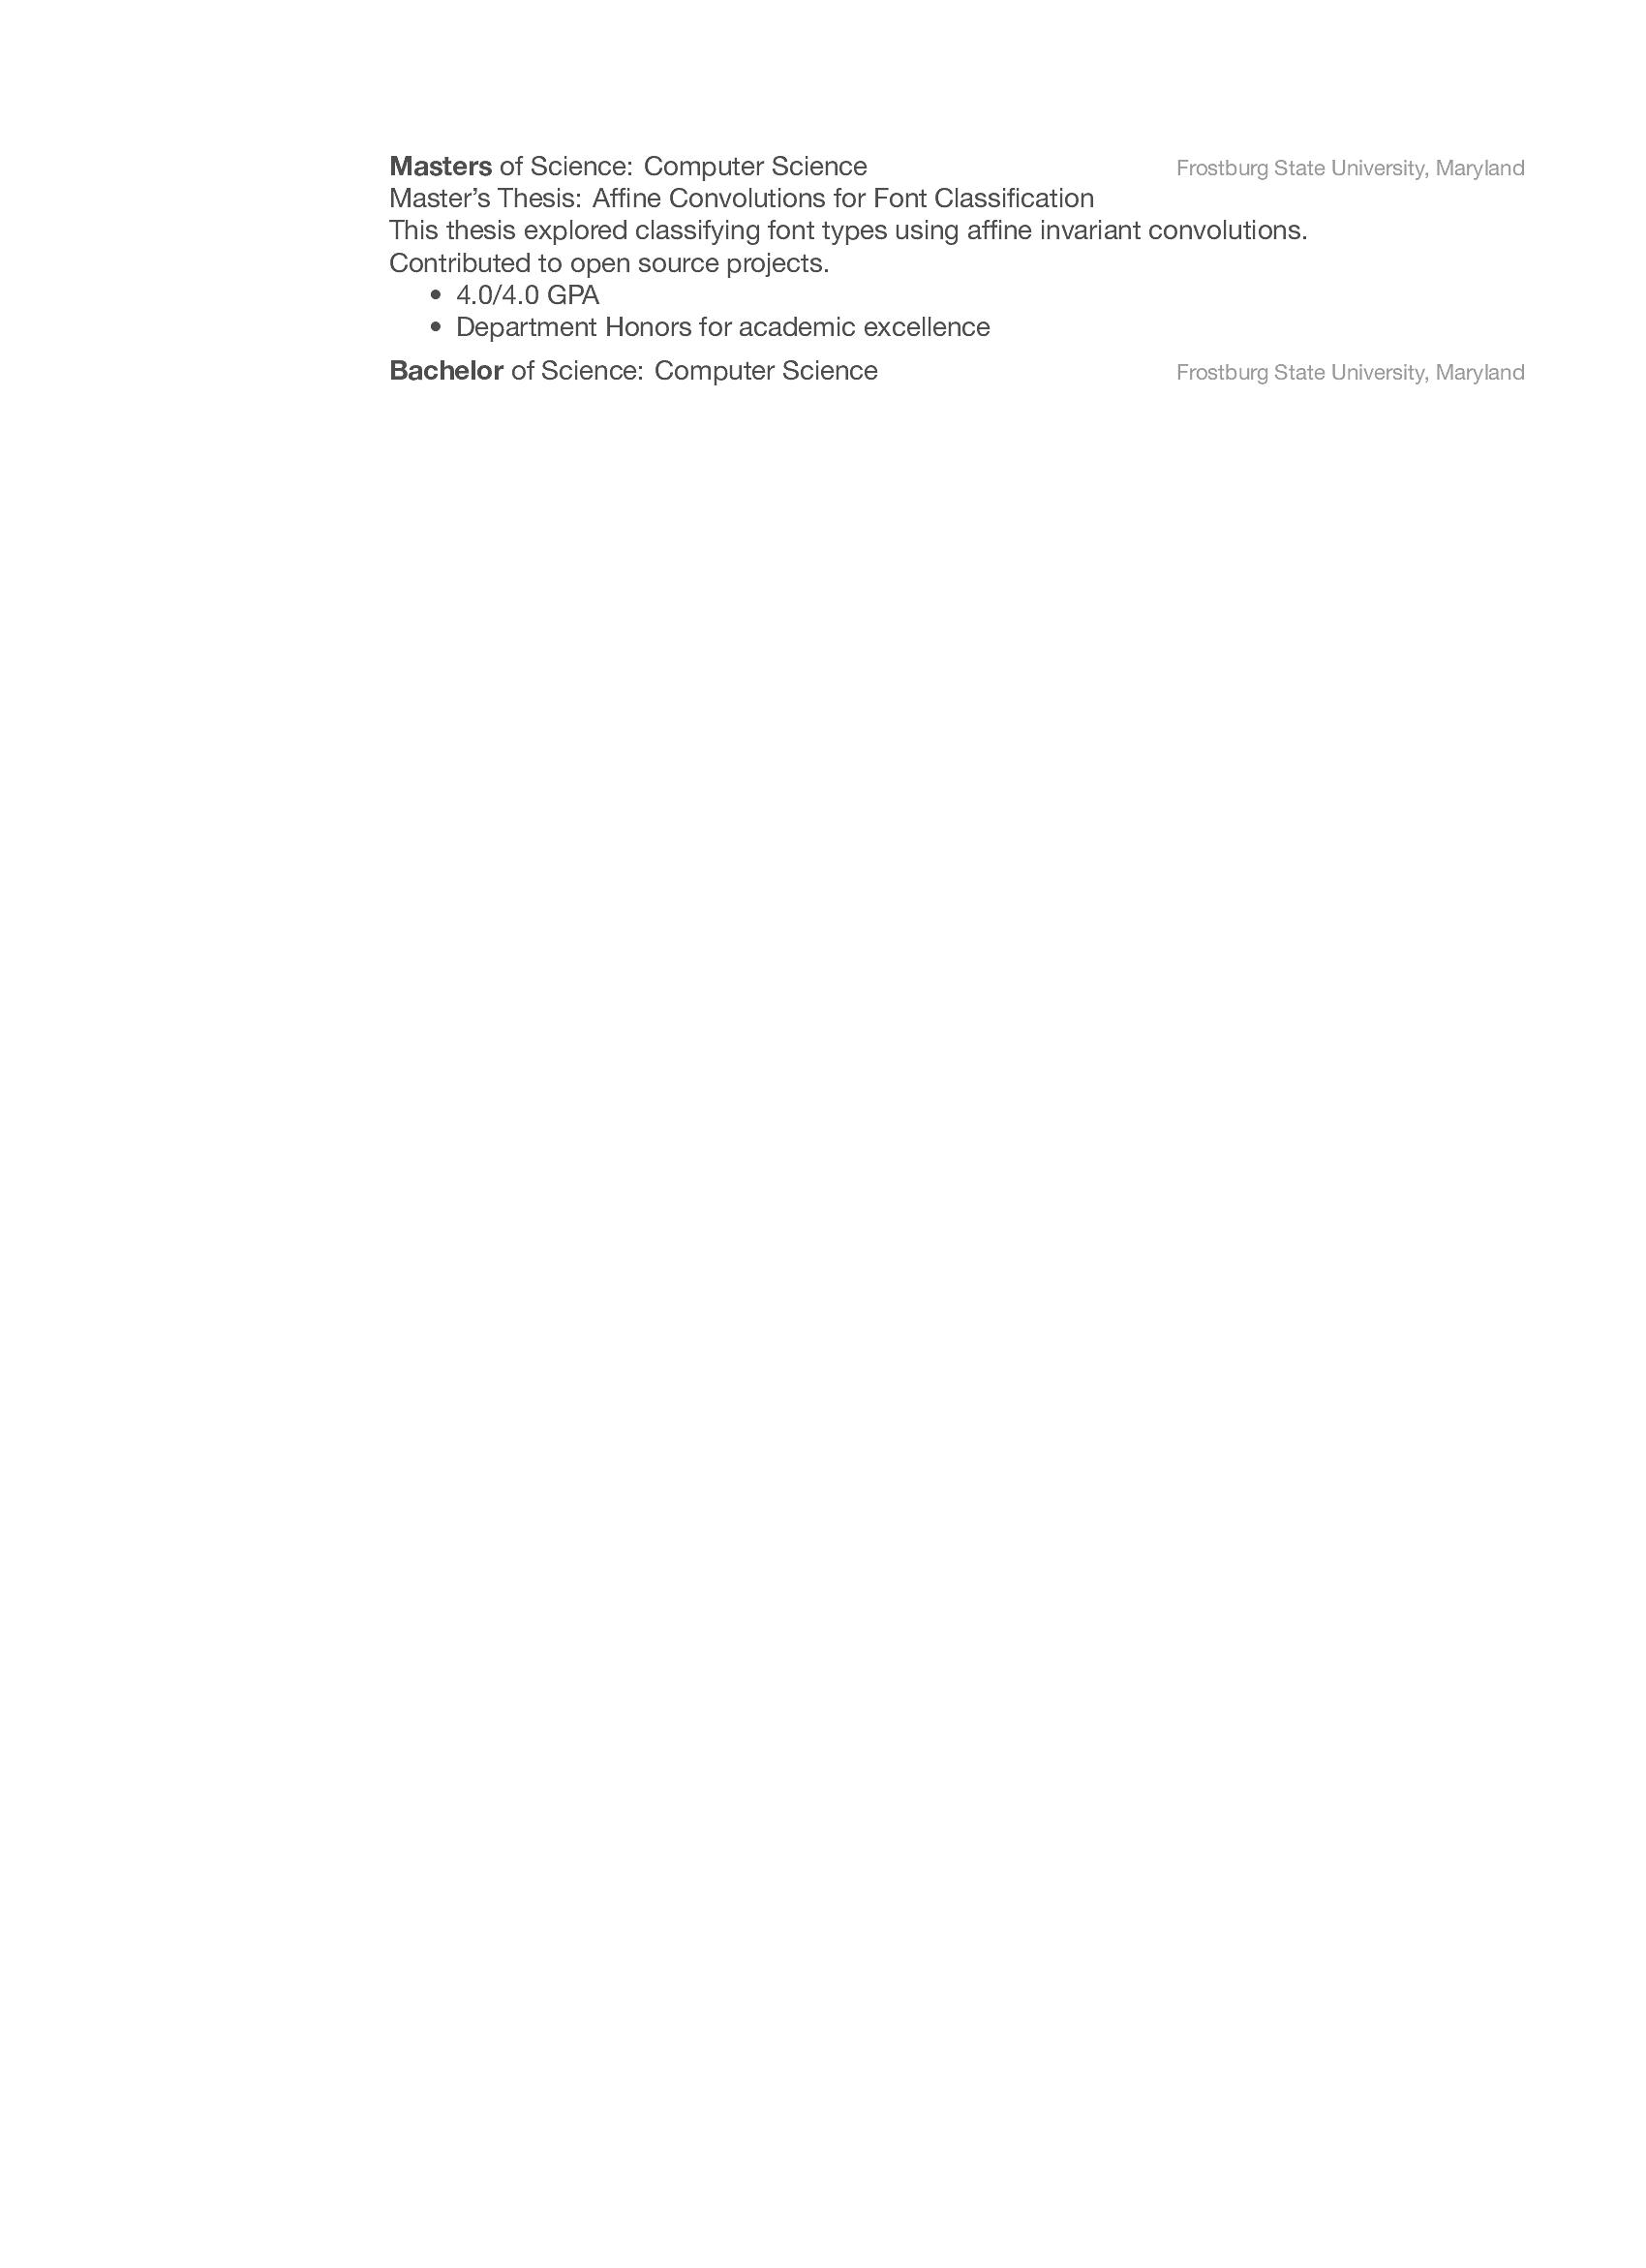 Masters of Science: Computer Science Frostburg State University, Maryland
Master’s Thesis: Affine Convolutions for Font Classification
This thesis explored classifying font types using affine invariant convolutions.
Contributed to open source projects.
• 4.0/4.0 GPA
• Department Honors for academic excellence
Bachelor of Science: Computer Science Frostburg State University, Maryland